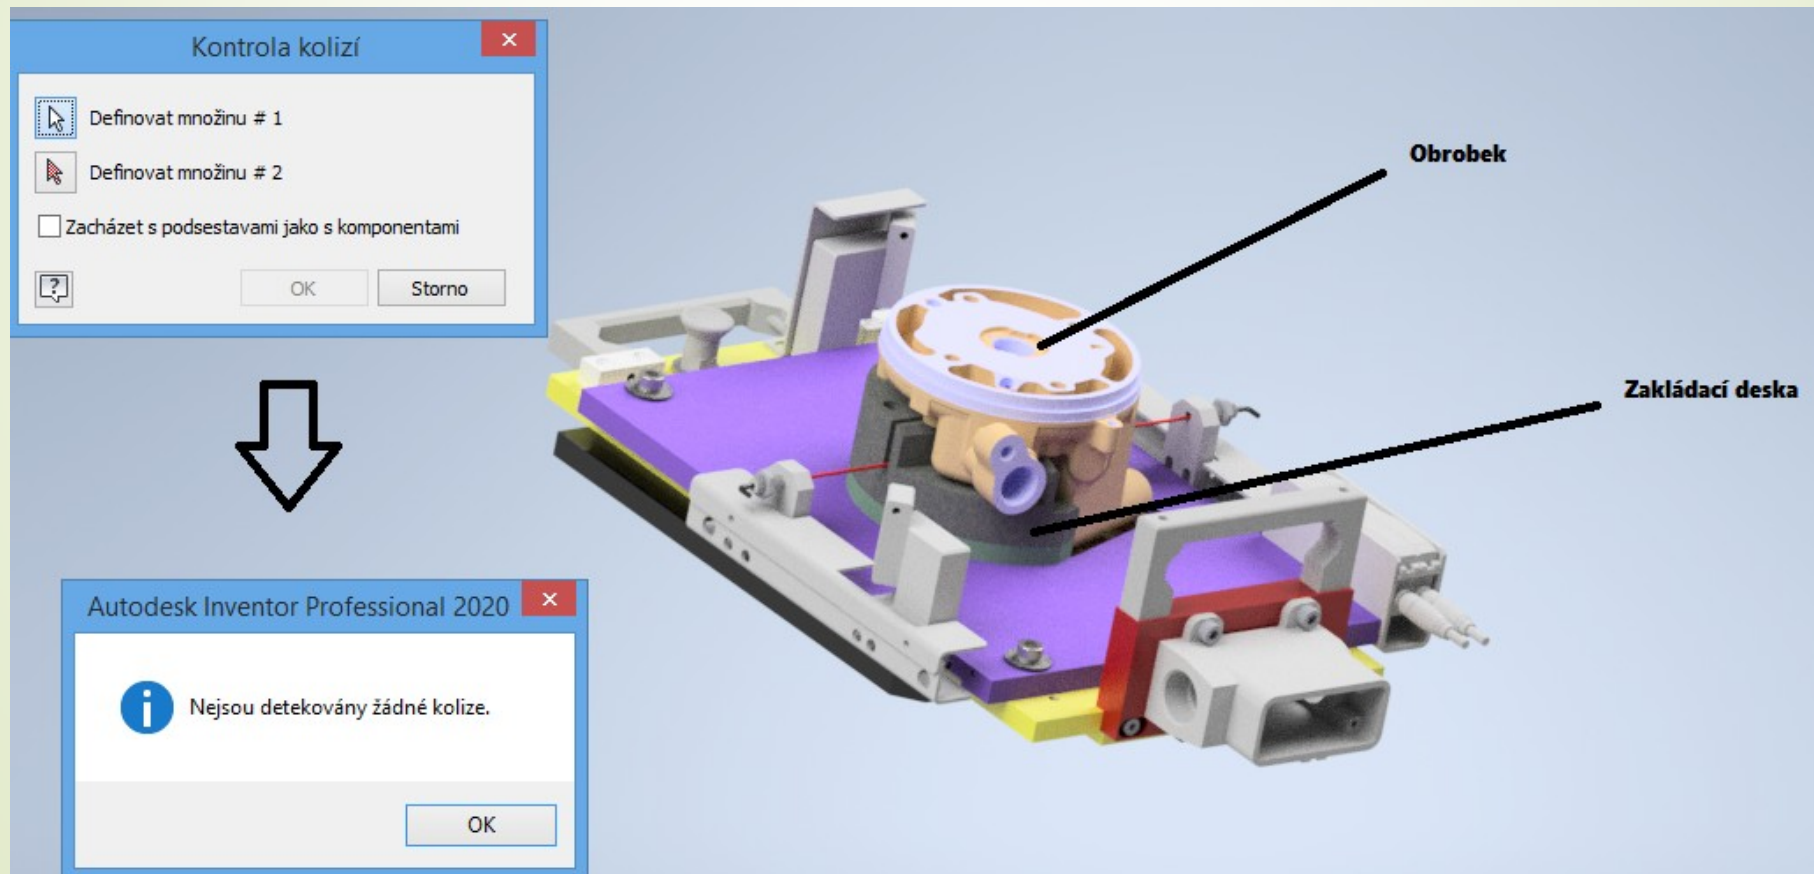 Kontrola kolizí
Definovat množinu # 1
Definovat množinu # 2
Zacházet s podsestavami jako s komponentami
OK
Storno
Obrobek
Zakládací deska
Autodesk Inventor Professional 2020
Nejsou detekovány žádné kolize.
OK